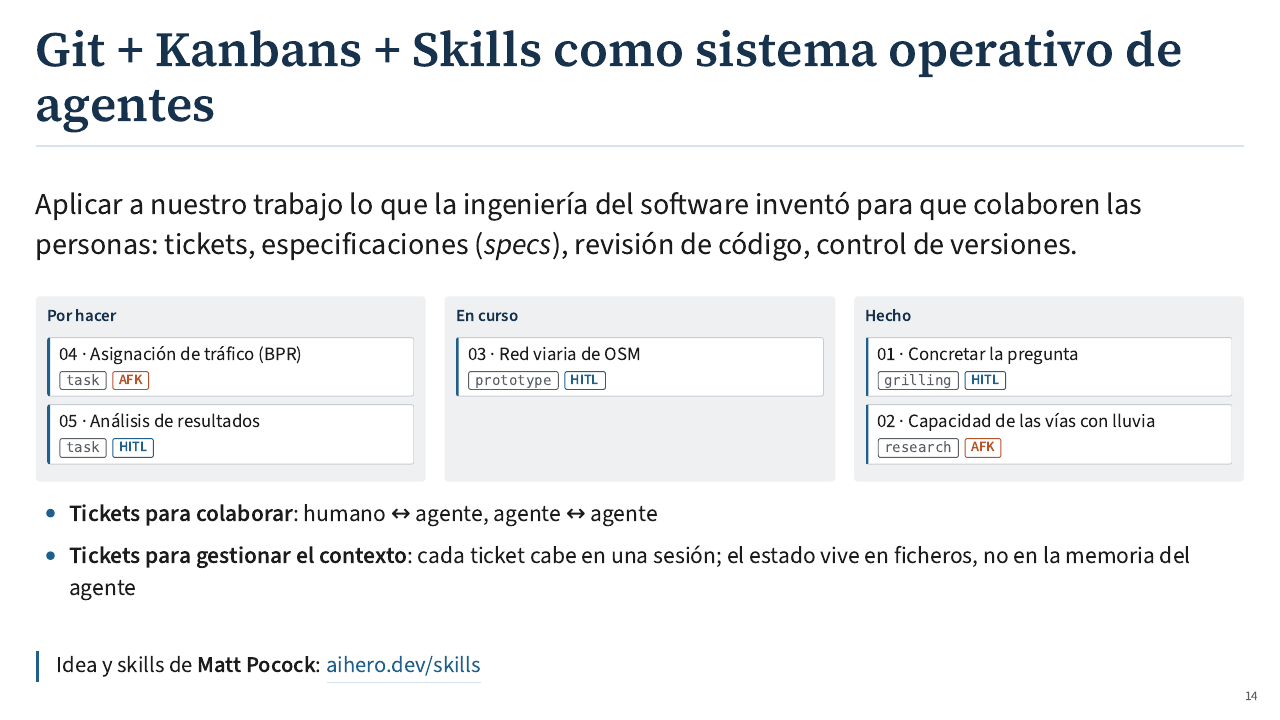 Git + Kanbans + Skills como sistema operativo de
agentes
Aplicar a nuestro trabajo lo que la ingeniería del software inventó para que colaboren las
personas: tickets, especificaciones (specs), revisión de código, control de versiones.
Por hacer
04 · Asignación de tráfico (BPR)
task AFK
05 · Análisis de resultados
task HITL
En curso
03 · Red viaria de OSM
prototype HITL
Hecho
01 · Concretar la pregunta
grilling HITL
02 · Capacidad de las vías con lluvia
research AFK
• Tickets para colaborar: humano ↔ agente, agente ↔ agente
• Tickets para gestionar el contexto: cada ticket cabe en una sesión; el estado vive en ficheros, no en la memoria del
agente
Idea y skills de Matt Pocock: aihero.dev/skills
14